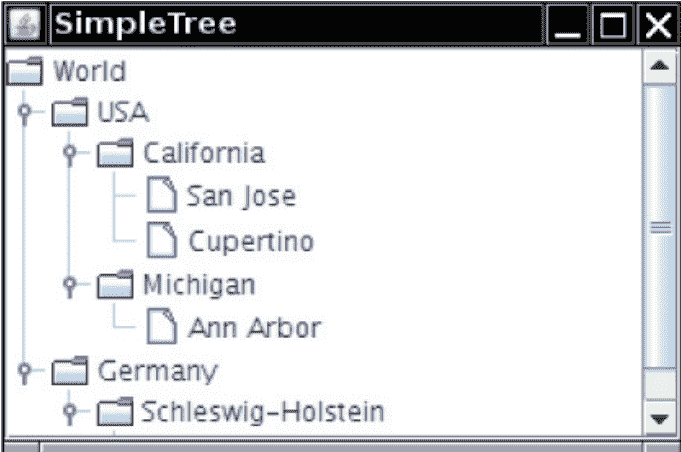 SimpleTree
World
USA
California
San Jose
Cupertino
Michigan
Ann Arbor
Germany
Schleswig-Holstein